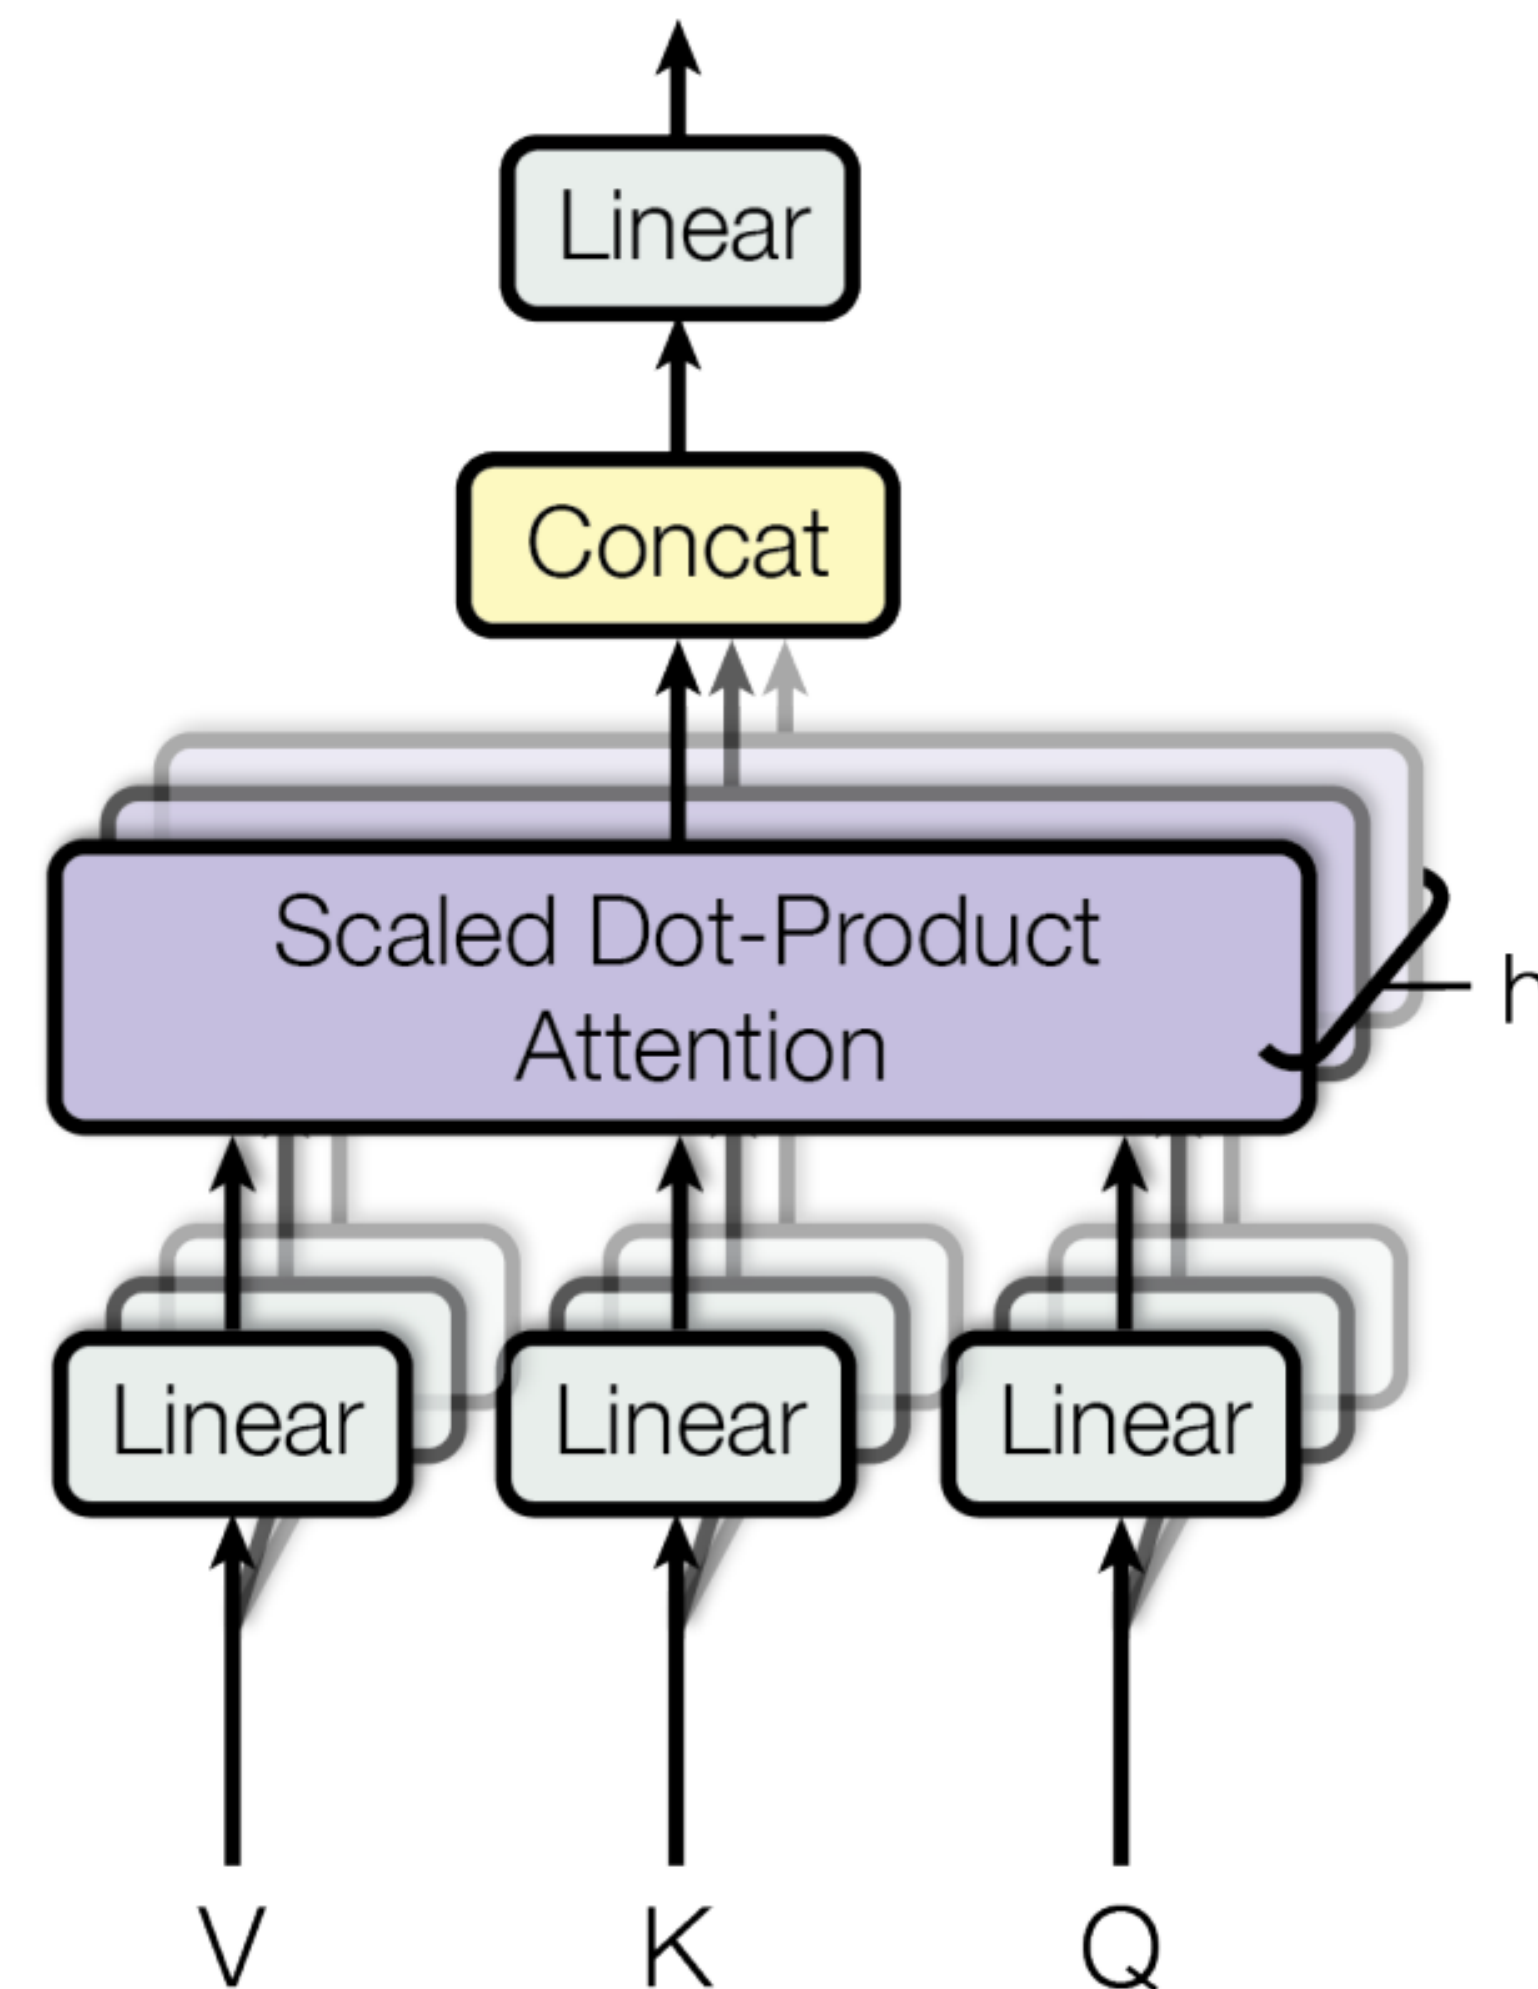 Linear
Concat
Scaled Dot-Product
Attention
h
Linear
Linear
Linear
V
K
Q